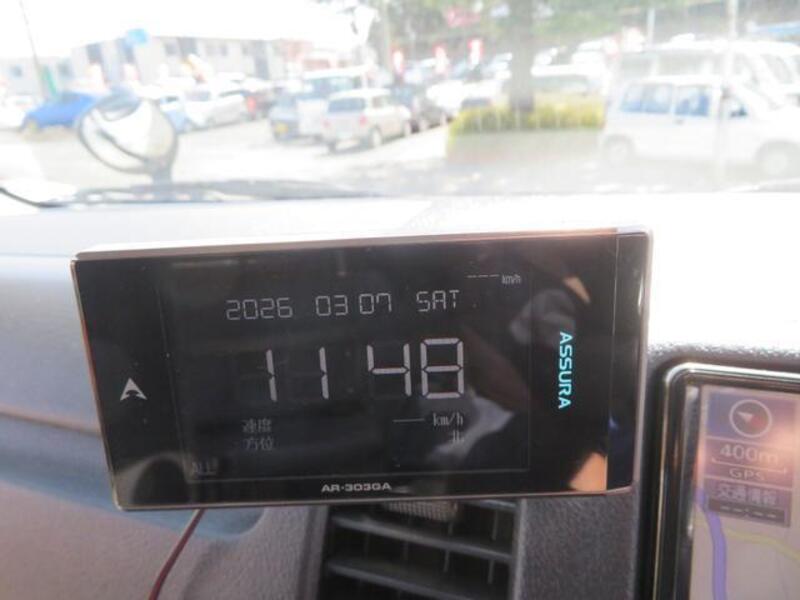 --- km/h
2026 03 07 SAT
11 48
速度 --- km/h
方位 北
ALL
ASSURA
AR-303GA
400m
GPS
交通情報
--:--